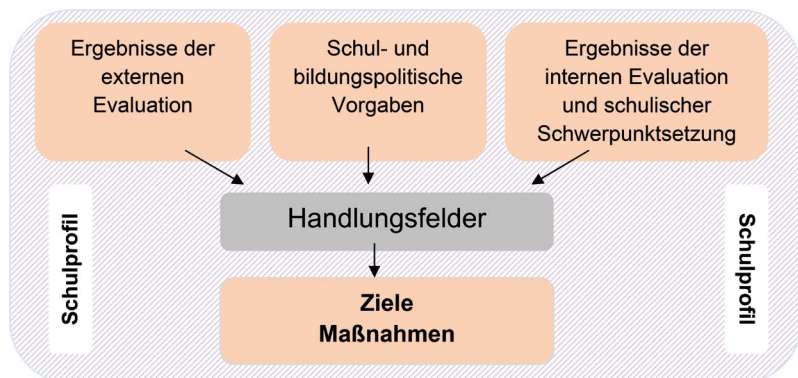 Ergebnisse der
externen
Evaluation
Schul- und
bildungspolitische
Vorgaben
Ergebnisse der
internen Evaluation
und schulischer
Schwerpunktsetzung
Schulprofil
Handlungsfelder
Schulprofil
Ziele
Maßnahmen